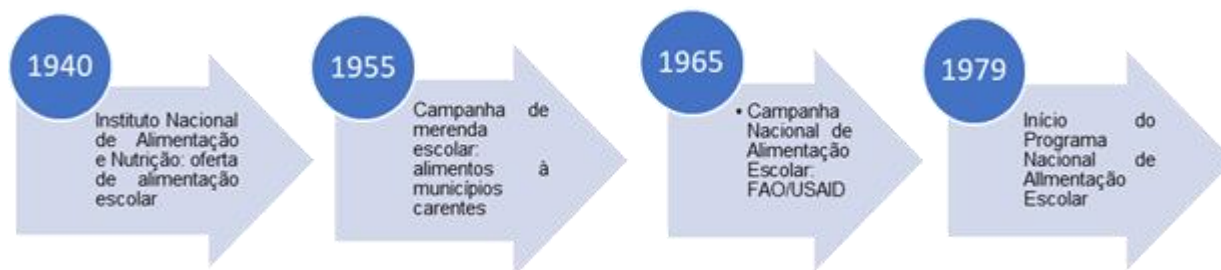 1940
Instituto Nacional
de Alimentação
e Nutrição: oferta
de alimentação
escolar
1955
Campanha de
merenda
escolar:
alimentos à
municípios
carentes
1965
• Campanha
Nacional de
Alimentação
Escolar:
FAO/USAID
1979
Início do
Programa
Nacional de
Allmentação
Escolar